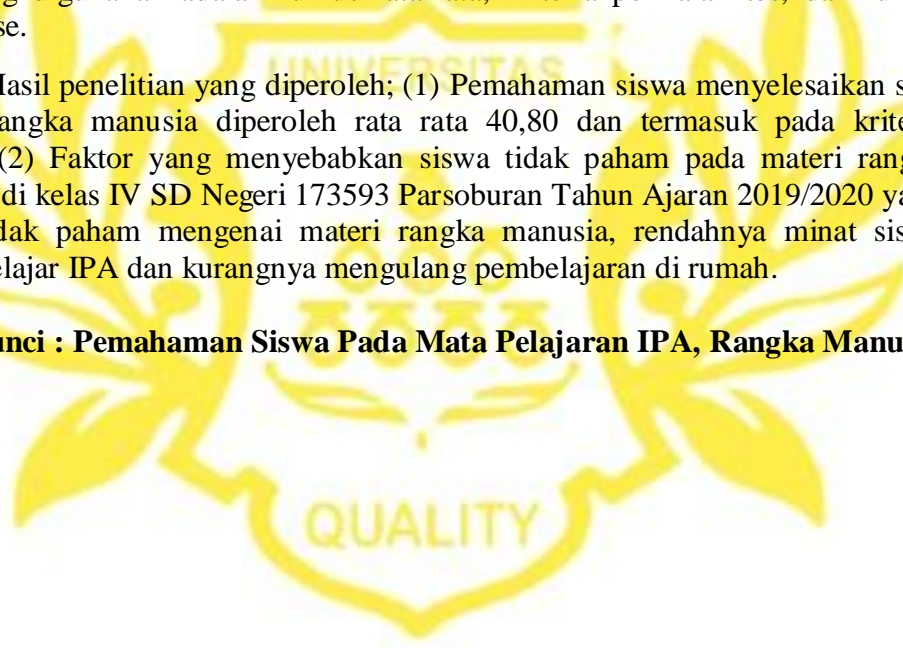 se.
UNIVERSITAS
Hasil penelitian yang diperoleh; (1) Pemahaman siswa menyelesaikan s
angka manusia diperoleh rata rata 40,80 dan termasuk pada krite
(2) Faktor yang menyebabkan siswa tidak paham pada materi rang
di kelas IV SD Negeri 173593 Parsoburan Tahun Ajaran 2019/2020 ya
dak paham mengenai materi rangka manusia, rendahnya minat sis
elajar IPA dan kurangnya mengulang pembelajaran di rumah.
unci : Pemahaman Siswa Pada Mata Pelajaran IPA, Rangka Manu
QUALITY